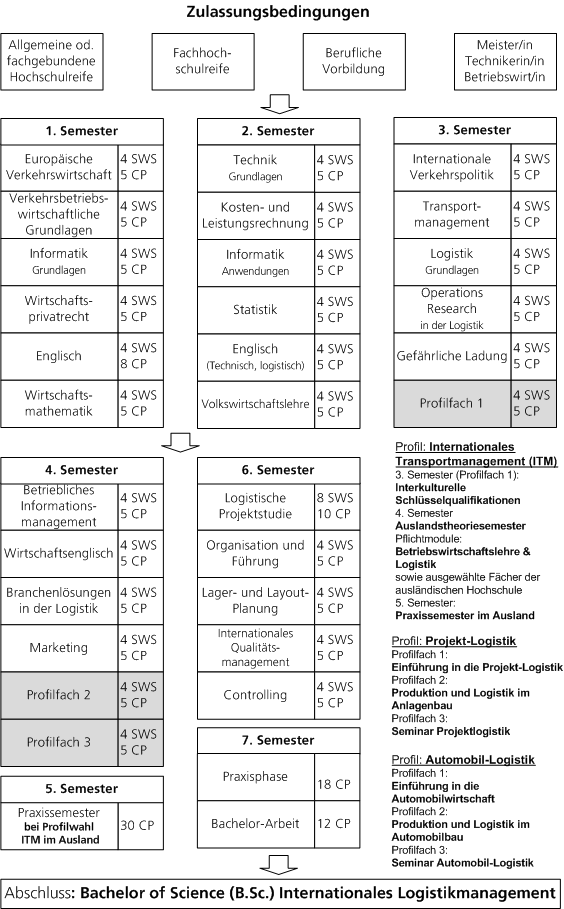 Zulassungsbedingungen
Allgemeine od.
fachgebundene
Hochschulreife
Fachhoch-
schulreife
Berufliche
Vorbildung
Meister/in
Technikerin/in
Betriebswirt/in
1. Semester
Europäische
Verkehrswirtschaft
4 SWS
5 CP
Verkehrsbetriebs-
wirtschaftliche
Grundlagen
4 SWS
5 CP
Informatik
Grundlagen
4 SWS
5 CP
Wirtschafts-
privatrecht
4 SWS
5 CP
Englisch
4 SWS
8 CP
Wirtschafts-
mathematik
4 SWS
5 CP
2. Semester
Technik
Grundlagen
4 SWS
5 CP
Kosten- und
Leistungsrechnung
4 SWS
5 CP
Informatik
Anwendungen
4 SWS
5 CP
Statistik
4 SWS
5 CP
Englisch
(Technisch, logistisch)
4 SWS
5 CP
Volkswirtschaftslehre
4 SWS
5 CP
3. Semester
Internationale
Verkehrspolitik
4 SWS
5 CP
Transport-
management
4 SWS
5 CP
Logistik
Grundlagen
4 SWS
5 CP
Operations
Research
in der Logistik
4 SWS
5 CP
Gefährliche Ladung
4 SWS
5 CP
Profilfach 1
4 SWS
5 CP
4. Semester
Betriebliches
Informations-
management
4 SWS
5 CP
Wirtschaftsenglisch
4 SWS
5 CP
Branchenlösungen
in der Logistik
4 SWS
5 CP
Marketing
4 SWS
5 CP
Profilfach 2
4 SWS
5 CP
Profilfach 3
4 SWS
5 CP
5. Semester
Praxissemester
bei Profilwahl
ITM im Ausland
30 CP
6. Semester
Logistische
Projektstudie
8 SWS
10 CP
Organisation und
Führung
4 SWS
5 CP
Lager- und Layout-
Planung
4 SWS
5 CP
Internationales
Qualitäts-
management
4 SWS
5 CP
Controlling
4 SWS
5 CP
7. Semester
Praxisphase
18 CP
Bachelor-Arbeit
12 CP
Profil: Internationales
Transportmanagement (ITM)
3. Semester (Profilfach 1):
Interkulturelle
Schlüsselqualifikationen
4. Semester
Auslandstheoriesemester
Pflichtmodule:
Betriebswirtschaftslehre &
Logistik
sowie ausgewählte Fächer der
ausländischen Hochschule
5. Semester:
Praxissemester im Ausland
Profil: Projekt-Logistik
Profilfach 1:
Einführung in die Projekt-Logistik
Profilfach 2:
Produktion und Logistik im
Anlagenbau
Profilfach 3:
Seminar Projektlogistik
Profil: Automobil-Logistik
Profilfach 1:
Einführung in die
Automobilwirtschaft
Profilfach 2:
Produktion und Logistik im
Automobilbau
Profilfach 3:
Seminar Automobil-Logistik
Abschluss: Bachelor of Science (B.Sc.) Internationales Logistikmanagement